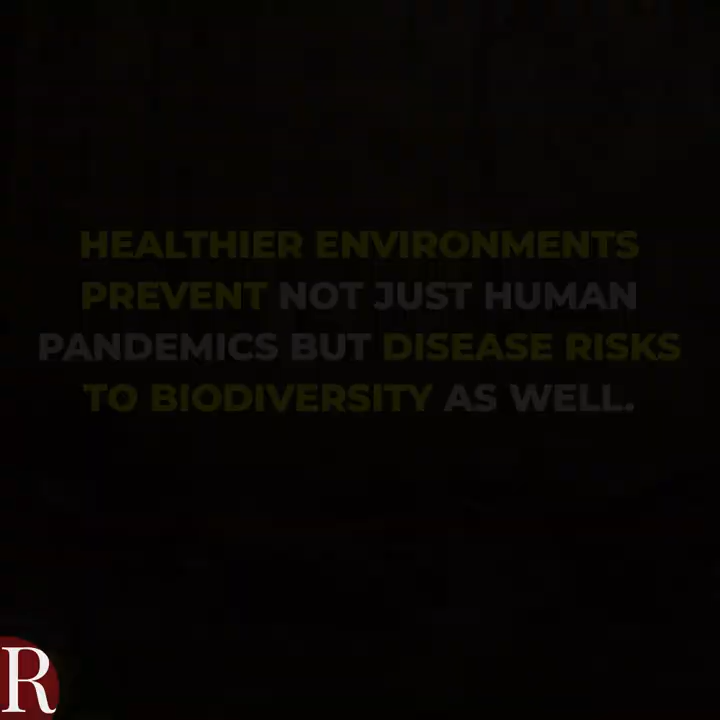 HEALTHIER ENVIRONMENTS
PREVENT NOT JUST HUMAN
PANDEMICS BUT DISEASE RISKS
TO BIODIVERSITY AS WELL.
R